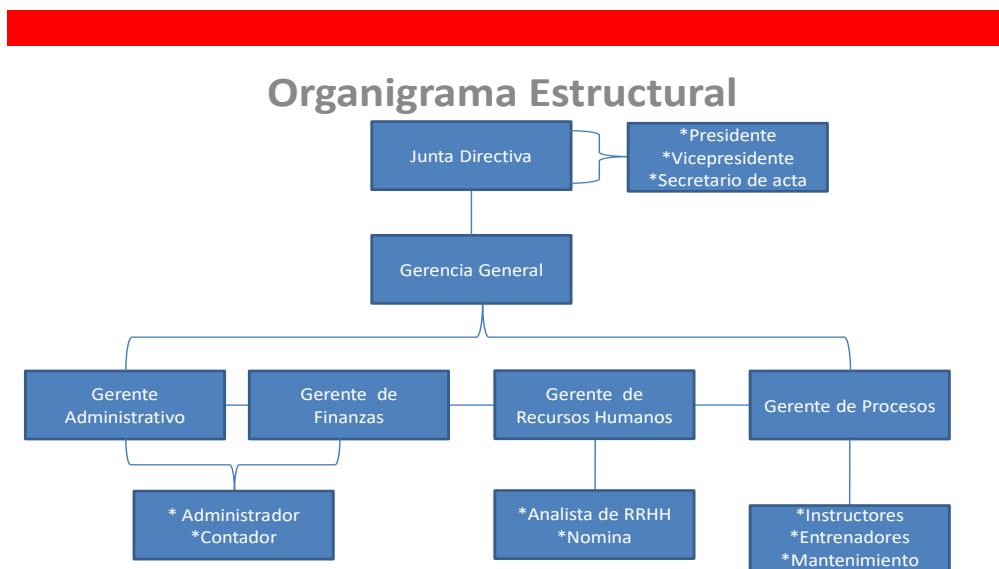 Organigrama Estructural
Junta Directiva
*Presidente
*Vicepresidente
*Secretario de acta
Gerencia General
Gerente
Administrativo
Gerente de
Finanzas
Gerente de
Recursos Humanos
Gerente de Procesos
* Administrador
*Contador
*Analista de RRHH
*Nomina
*Instructores
*Entrenadores
*Mantenimiento